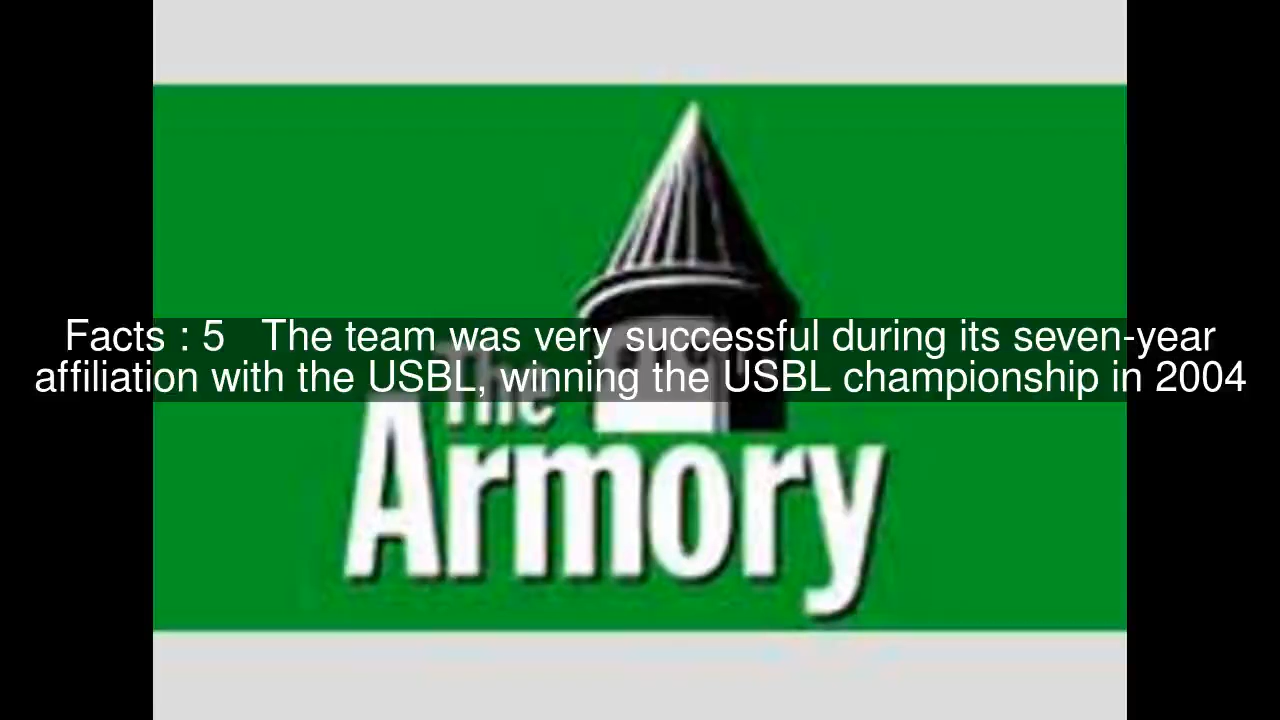 Facts : 5 The team was very successful during its seven-year
affiliation with the USBL, winning the USBL championship in 2004
The
Armory